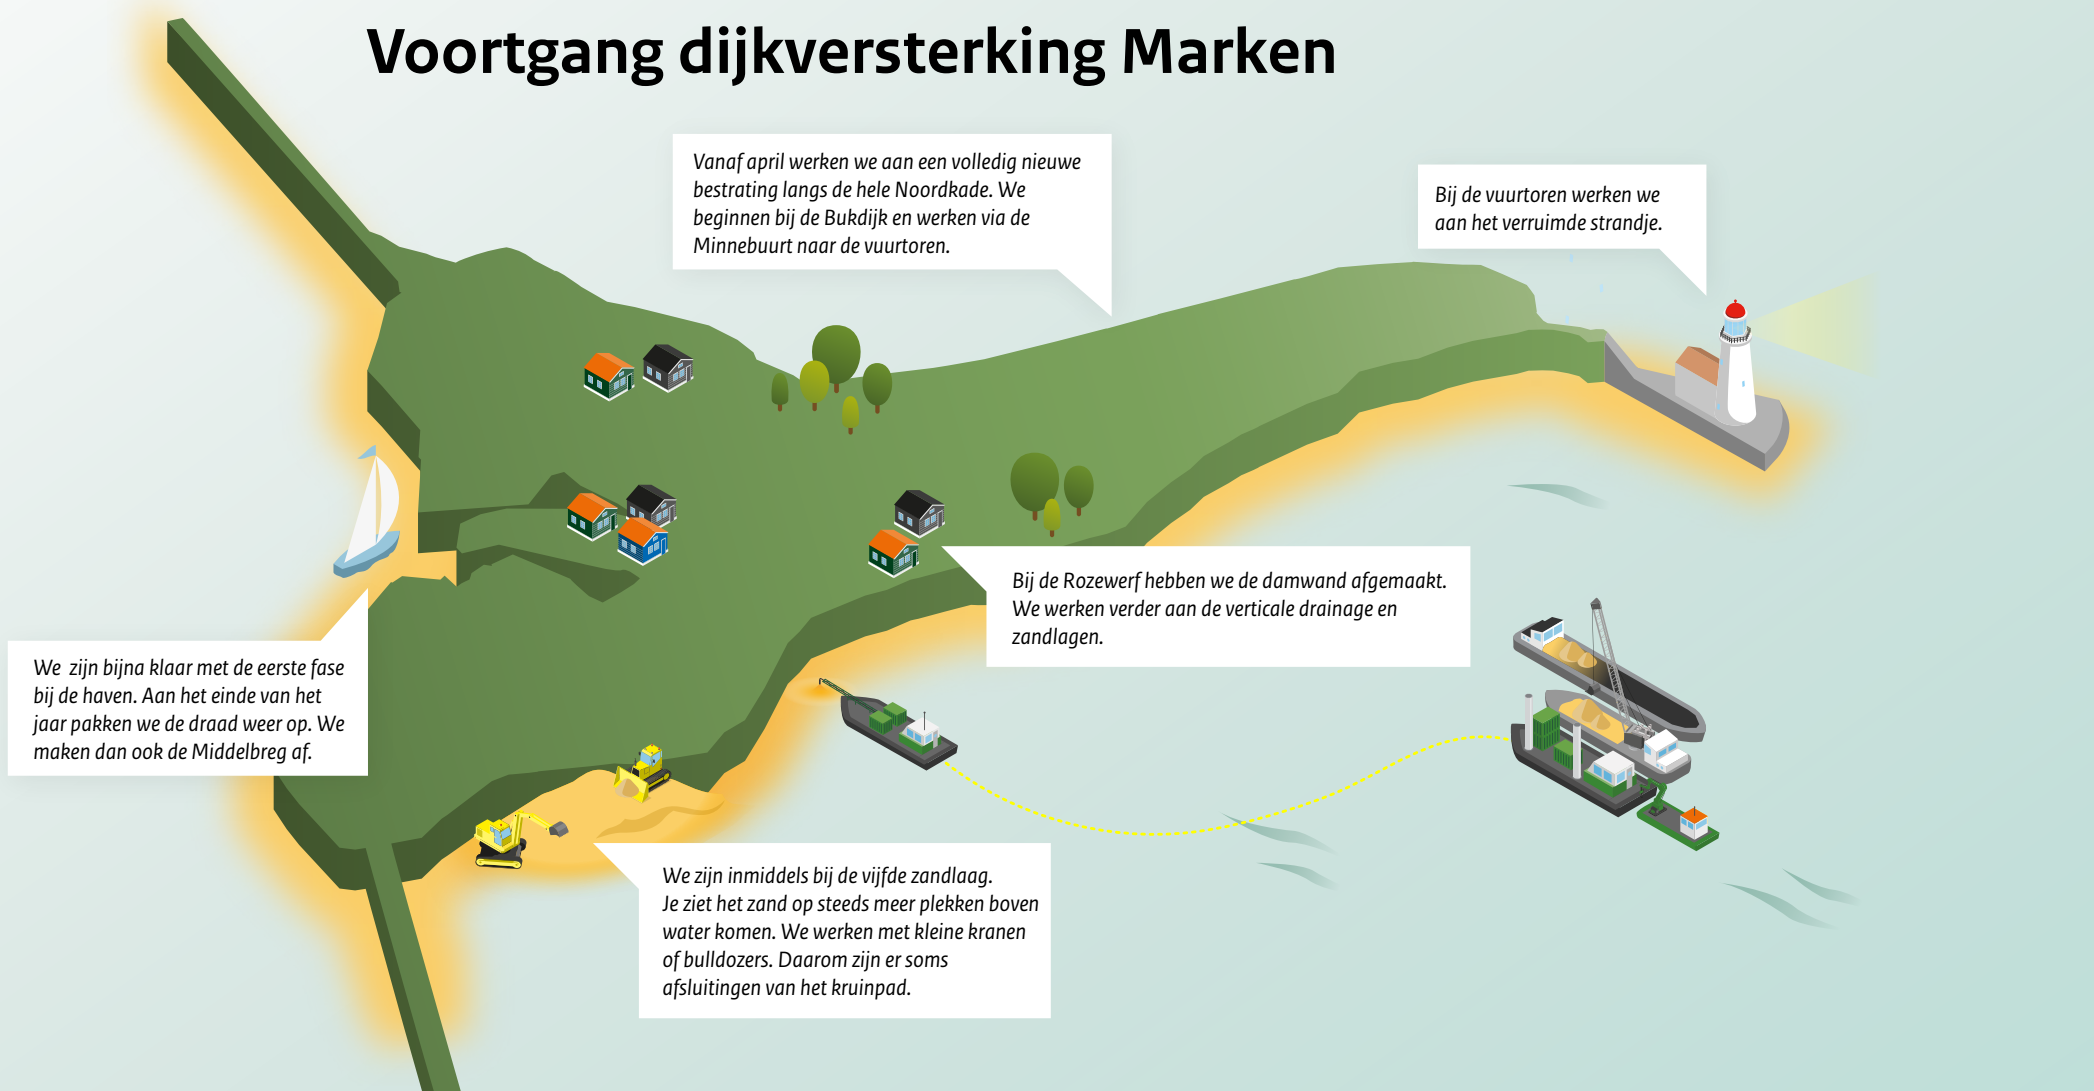 Voortgang dijkversterking Marken
Vanaf april werken we aan een volledig nieuwe
bestrating langs de hele Noordkade. We
beginnen bij de Bukdijk en werken via de
Minnebuurt naar de vuurtoren.
Bij de vuurtoren werken we
aan het verruimde strandje.
Bij de Rozewerf hebben we de damwand afgemaakt.
We werken verder aan de verticale drainage en
zandlagen.
We  zijn bijna klaar met de eerste fase
bij de haven. Aan het einde van het
jaar pakken we de draad weer op. We
maken dan ook de Middelbreg af.
We zijn inmiddels bij de vijfde zandlaag.
Je ziet het zand op steeds meer plekken boven
water komen. We werken met kleine kranen
of bulldozers. Daarom zijn er soms
afsluitingen van het kruinpad.